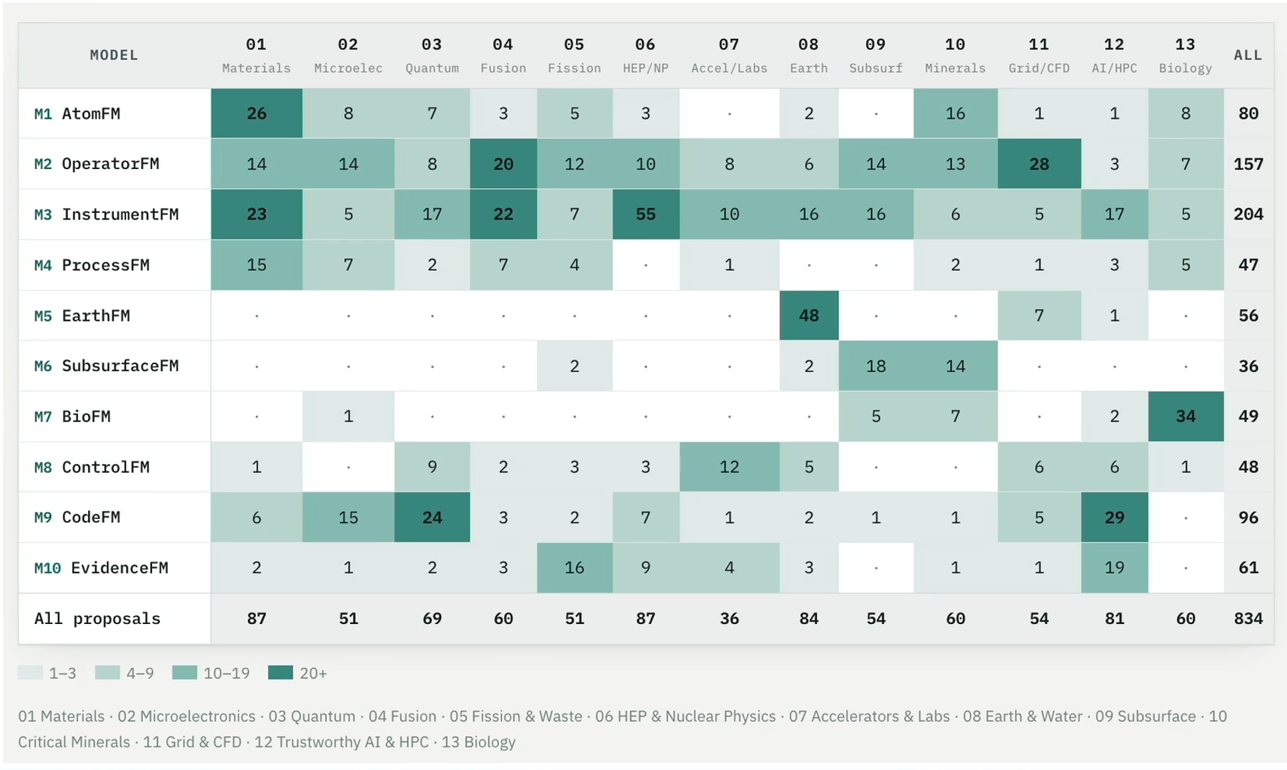 MODEL 01 02 03 04 05 06 07 08 09 10 11 12 13 ALL
Materials Microelec Quantum Fusion Fission HEP/NP Accel/Labs Earth Subsurf Minerals Grid/CFD AI/HPC Biology
M1 AtomFM 26 8 7 3 5 3 · 2 · 16 1 1 8 80
M2 OperatorFM 14 14 8 20 12 10 8 6 14 13 28 3 7 157
M3 InstrumentFM 23 5 17 22 7 55 10 16 16 6 5 17 5 204
M4 ProcessFM 15 7 2 7 4 · 1 · · 2 1 3 5 47
M5 EarthFM · · · · · · · 48 · · 7 1 · 56
M6 SubsurfaceFM · · · · 2 · · 2 18 14 · · · 36
M7 BioFM · 1 · · · · · · 5 7 · 2 34 49
M8 ControlFM 1 · 9 2 3 3 12 5 · · 6 6 1 48
M9 CodeFM 6 15 24 3 2 7 1 2 1 1 5 29 · 96
M10 EvidenceFM 2 1 2 3 16 9 4 3 · 1 1 19 · 61
All proposals 87 51 69 60 51 87 36 84 54 60 54 81 60 834
1–3 4–9 10–19 20+
01 Materials · 02 Microelectronics · 03 Quantum · 04 Fusion · 05 Fission & Waste · 06 HEP & Nuclear Physics · 07 Accelerators & Labs · 08 Earth & Water · 09 Subsurface · 10
Critical Minerals · 11 Grid & CFD · 12 Trustworthy AI & HPC · 13 Biology